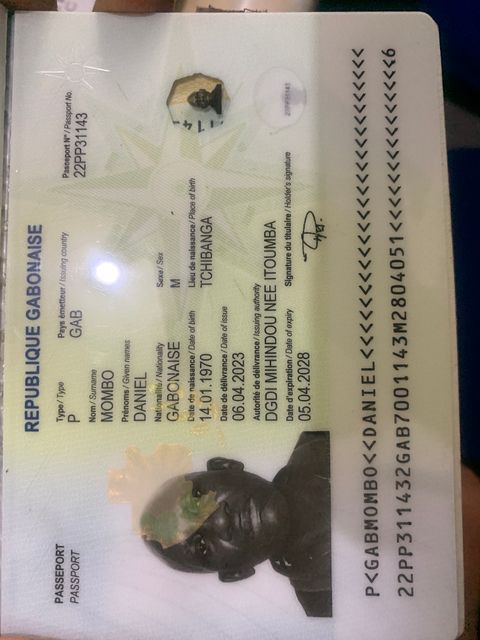 REPUBLIQUE GABONAISE
PASSEPORT
PASSPORT
Type / Type Pays émetteur / Issuing country Passeport N° / Passport No.
P GAB 22PP31143
Nom / Surname
MOMBO
Prénoms / Given names
DANIEL
Nationalité / Nationality Sexe / Sex
GABONAISE M
Date de naissance / Date of birth Lieu de naissance / Place of birth
14.01.1970 TCHIBANGA
Date de délivrance / Date of issue
06.04.2023
Autorité de délivrance / Issuing authority
DGDI MIHINDOU NEE ITOUMBA
Date d'expiration / Date of expiry Signature du titulaire / Holder's signature
05.04.2028
22PP31143
P<GABMOMBO<<DANIEL<<<<<<<<<<<<<<<<<<<<<<<<<<
22PP311432GAB7001143M2804051<<<<<<<<<<<<<<<6